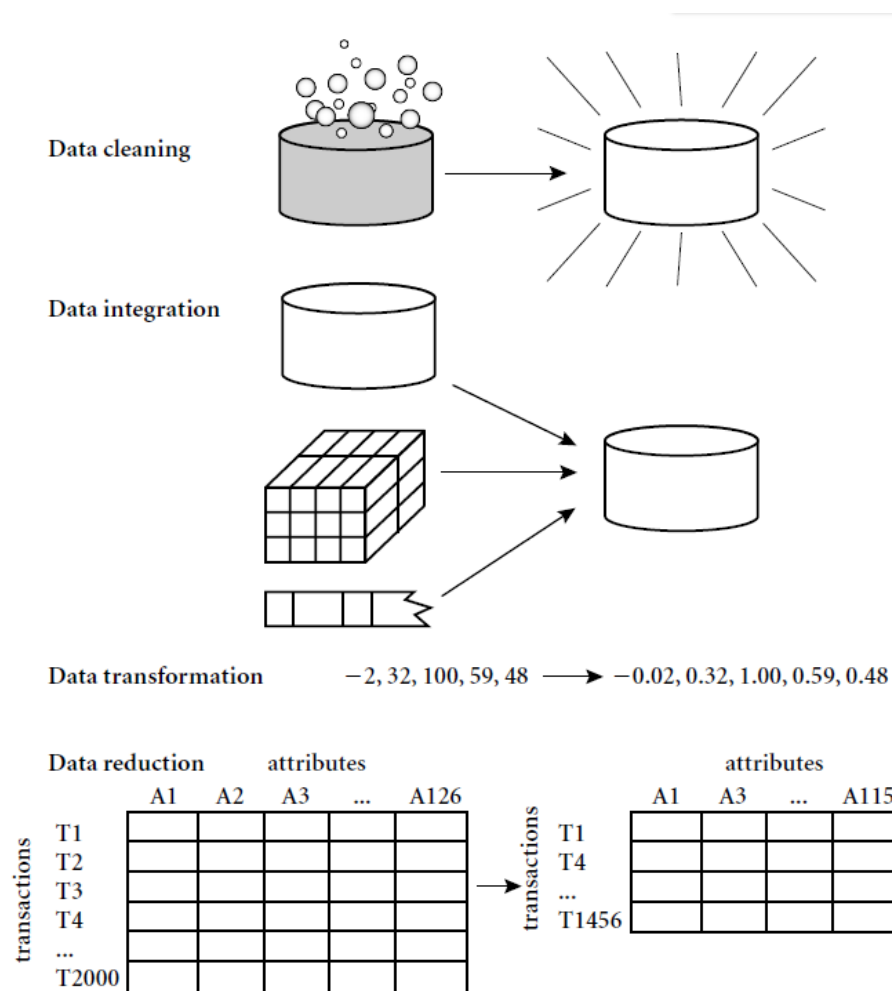 Data cleaning
Data integration
Data transformation −2, 32, 100, 59, 48 −0.02, 0.32, 1.00, 0.59, 0.48
Data reduction attributes attributes
A1 A2 A3 ... A126 A1 A3 ... A115
transactions transactions
T1 T1
T2 T4
T3 ...
T4 T1456
...
T2000